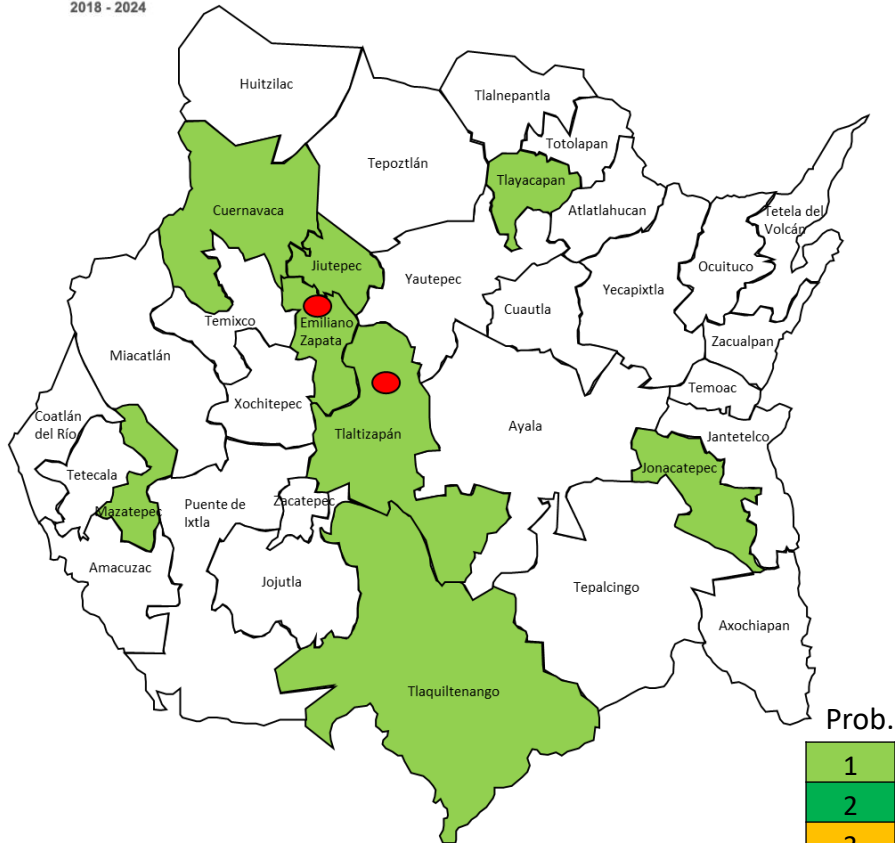 2018 - 2024
Huitzilac
Tlalnepantla
Totolapan
Tepoztlán
Tlayacapan
Cuernavaca
Atlatlahucan
Tetela del
Volcán
Jiutepec
Yautepec
Ocuituco
Yecapixtla
Cuautla
Temixco
Emiliano
Zapata
Zacualpan
Miacatlán
Temoac
Xochitepec
Coatlán
del Río
Tlaltizapán
Ayala
Jantetelco
Tetecala
Jonacatepec
Zacatepec
Puente de
Ixtla
Mazatepec
Amacuzac
Jojutla
Tepalcingo
Axochiapan
Tlaquiltenango
Prob.
1
2